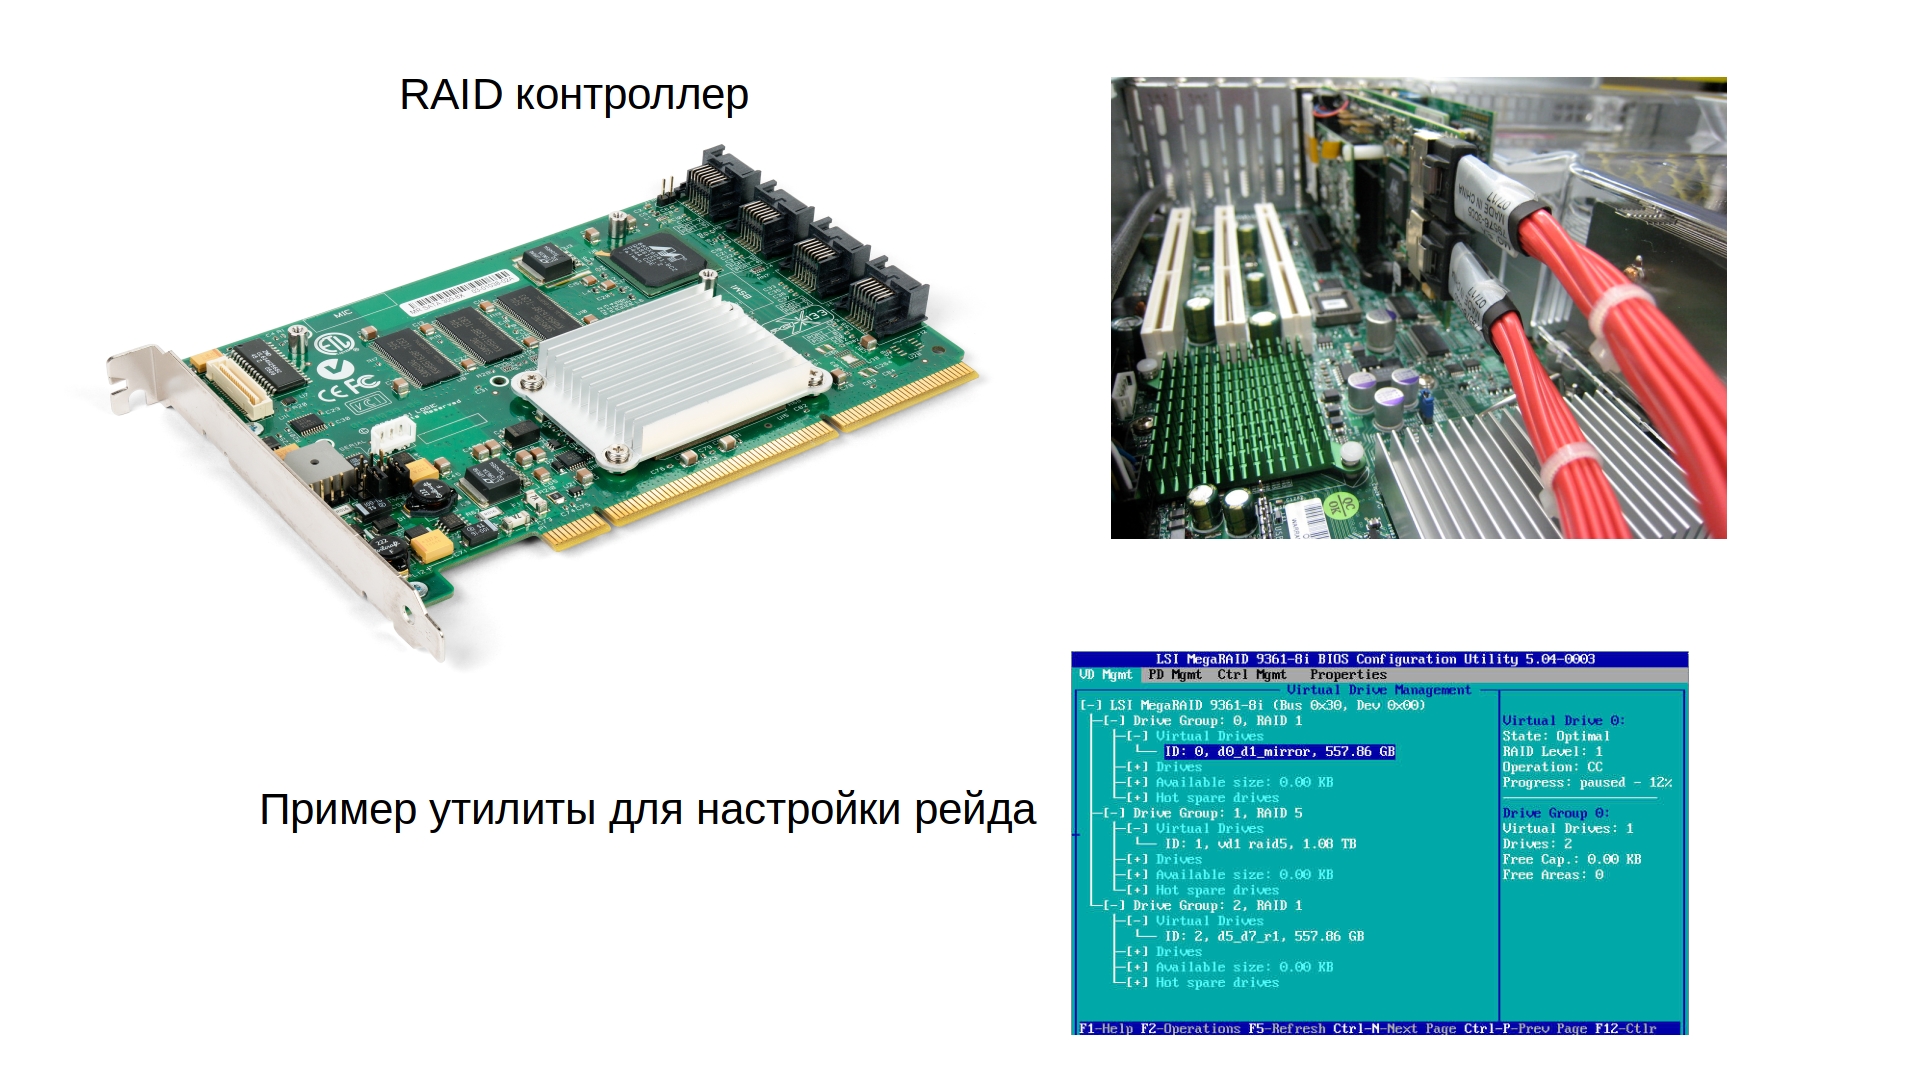 RAID контроллер
MADE IN CHINA
Пример утилиты для настройки рейда
LSI MegaRAID 9361-8i BIOS Configuration Utility 5.04-0003
VD Mgmt PD Mgmt Ctrl Mgmt Properties
Virtual Drive Management
[-] LSI MegaRAID 9361-8i (Bus 0x30, Dev 0x00)
[-] Drive Group: 0, RAID 1
[-] Virtual Drives
ID: 0, d0_d1_mirror, 557.86 GB
[+] Drives
[+] Available size: 0.00 KB
[+] Hot spare drives
[-] Drive Group: 1, RAID 5
[-] Virtual Drives
ID: 1, vd1 raid5, 1.08 TB
[+] Drives
[+] Available size: 0.00 KB
[+] Hot spare drives
[-] Drive Group: 2, RAID 1
[-] Virtual Drives
ID: 2, d5_d7_r1, 557.86 GB
[+] Drives
[+] Available size: 0.00 KB
[+] Hot spare drives
Virtual Drive 0:
State: Optimal
RAID Level: 1
Operation: CC
Progress: paused - 12%
Drive Group 0:
Virtual Drives: 1
Drives: 2
Free Cap.: 0.00 KB
Free Areas: 0
F1-Help F2-Operations F5-Refresh Ctrl-N-Next Page Ctrl-P-Prev Page F12-Ctlr